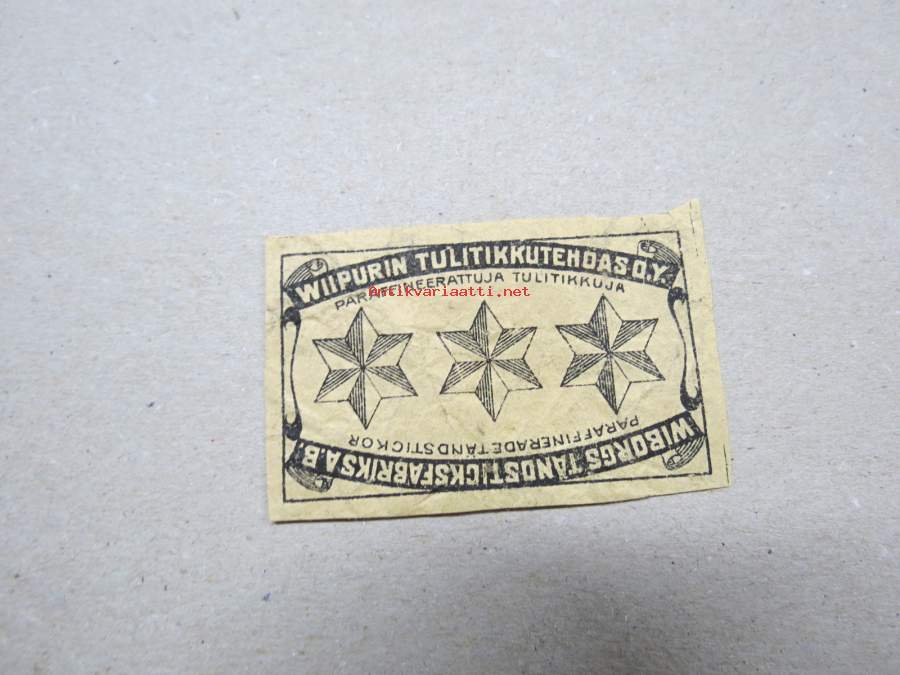 WIIPURIN TULITIKKUTEHDAS O.Y.
PARAFFINEERATTUJA TULITIKKUJA
Antikvariaatti.net
PARAFFINERADE TÄNDSTICKOR
WIBORGS TÄNDSTICKSFABRIKS A.B.